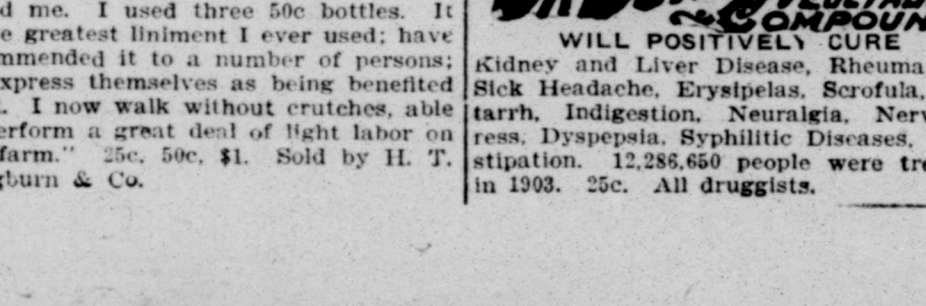 d me. I used three 50c bottles. It
e greatest liniment I ever used; have
mmended it to a number of persons;
xpress themselves as being benefited
. I now walk without crutches, able
erform a great deal of light labor on
farm." 25c, 50c, $1. Sold by H. T.
gburn & Co.
COMPOUN
WILL POSITIVELY CURE
Kidney and Liver Disease, Rheuma
Sick Headache, Erysipelas, Scrofula,
tarrh, Indigestion, Neuralgia, Nerv
ress, Dyspepsia, Syphilitic Diseases,
stipation. 12,286,650 people were tre
in 1903. 25c. All druggists.